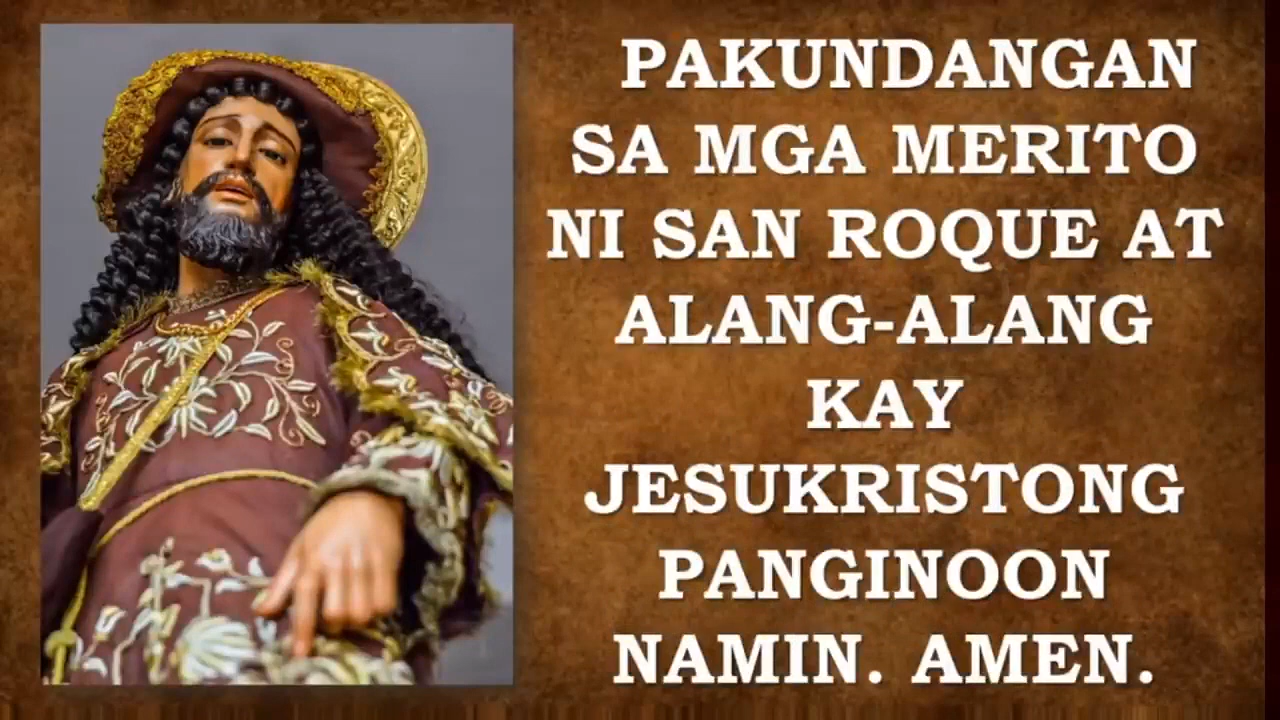 PAKUNDANGAN
SA MGA MERITO
NI SAN ROQUE AT
ALANG-ALANG
KAY
JESUKRISTONG
PANGINOON
NAMIN. AMEN.